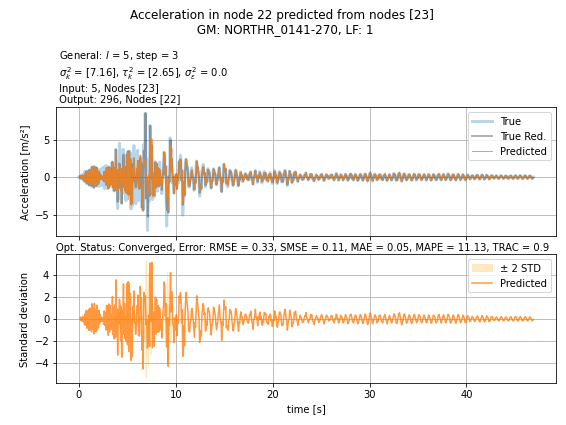 Acceleration in node 22 predicted from nodes [23]
GM: NORTHR_0141-270, LF: 1
General: l = 5, step = 3
σ²ₖ = [7.16], τ²ₖ = [2.65], σ²ₑ = 0.0
Input: 5, Nodes [23]
Output: 296, Nodes [22]
Acceleration [m/s²]
5
0
−5
True
True Red.
Predicted
Opt. Status: Converged, Error: RMSE = 0.33, SMSE = 0.11, MAE = 0.05, MAPE = 11.13, TRAC = 0.9
Standard deviation
4
2
0
−2
−4
± 2 STD
Predicted
0 10 20 30 40
time [s]